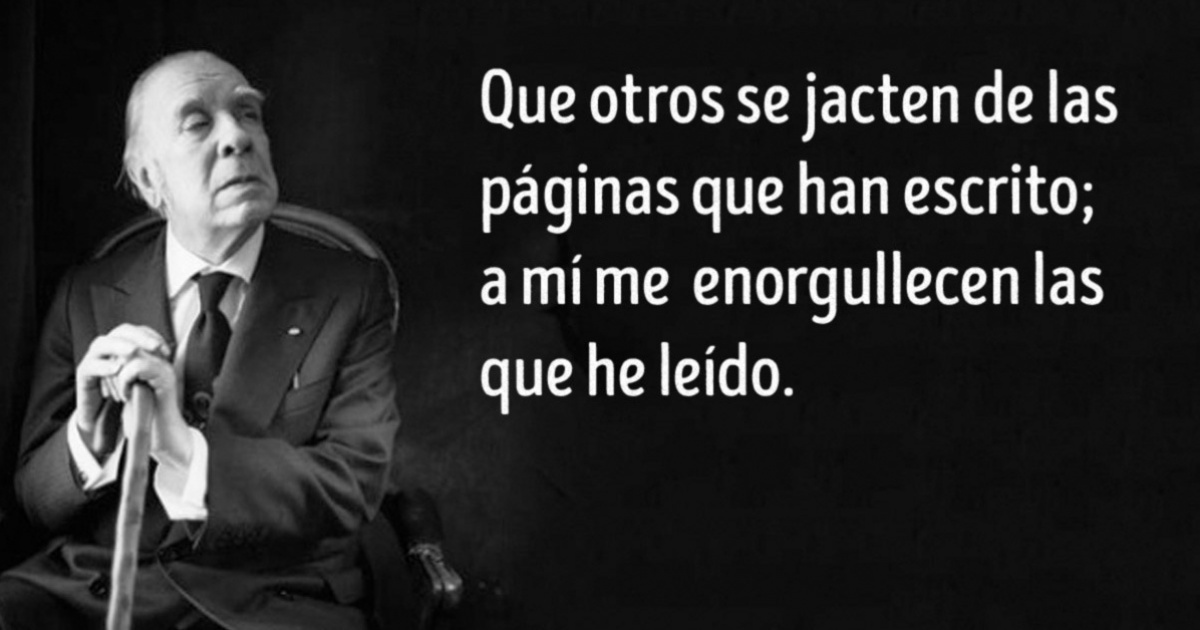 Que otros se jacten de las
páginas que han escrito;
a mí me enorgullecen las
que he leído.